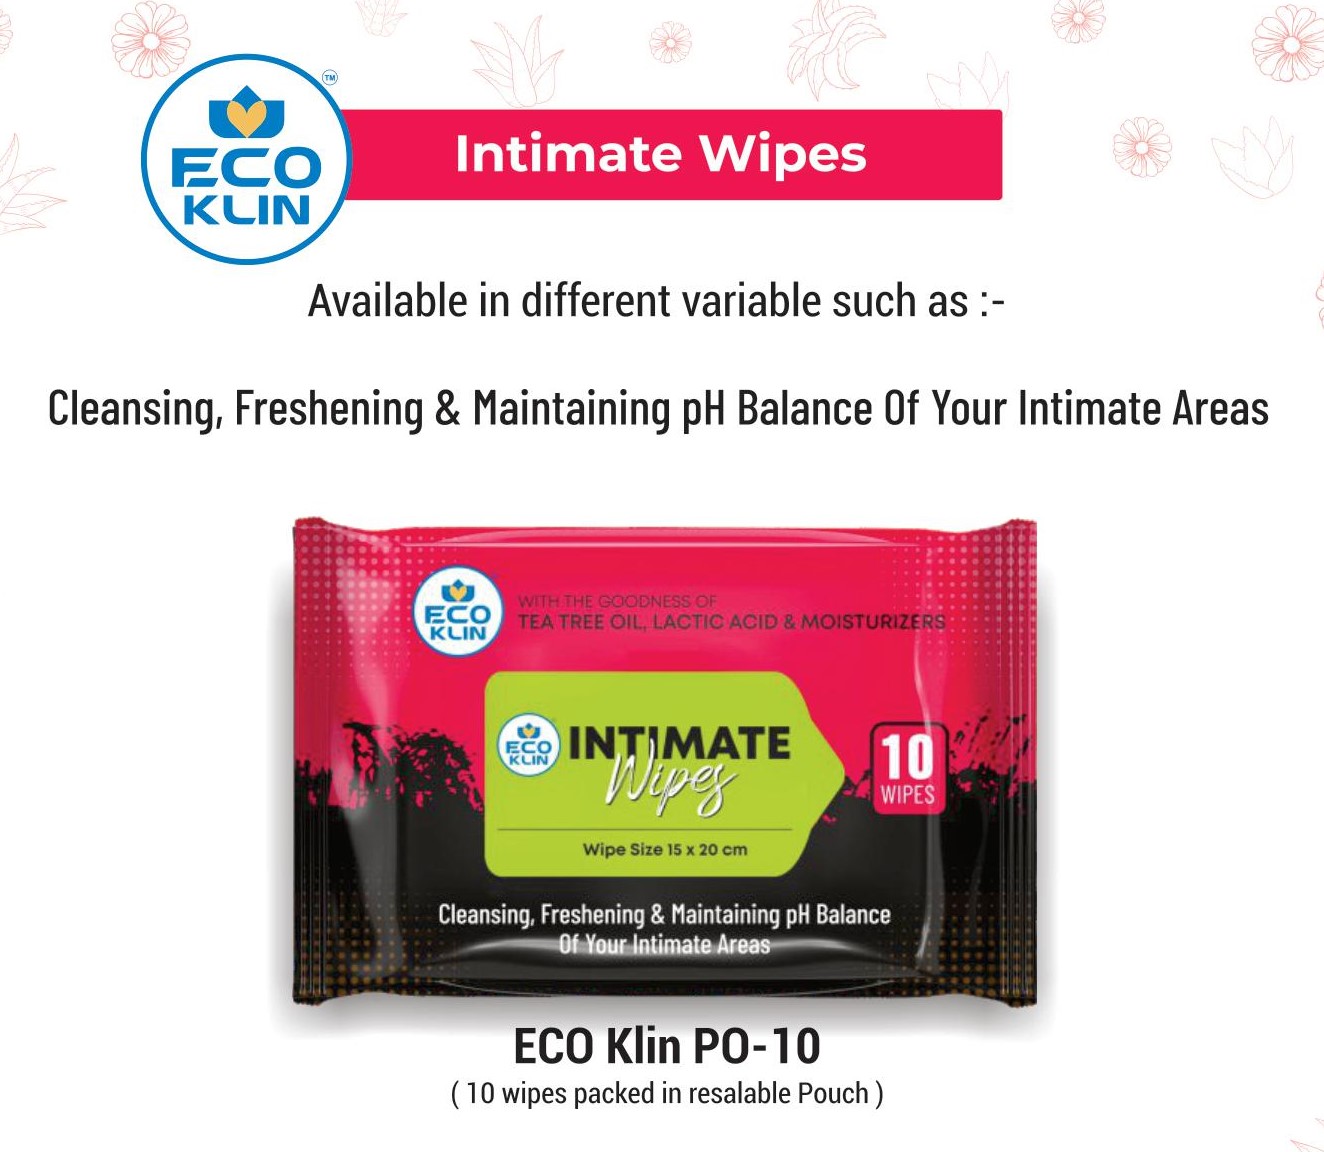 ECO
KLIN
TM
Intimate Wipes
Available in different variable such as :-
Cleansing, Freshening & Maintaining pH Balance Of Your Intimate Areas
ECO
KLIN
WITH THE GOODNESS OF
TEA TREE OIL, LACTIC ACID & MOISTURIZERS
ECO
KLIN
INTIMATE
Wipes
10
WIPES
Wipe Size 15 x 20 cm
Cleansing, Freshening & Maintaining pH Balance
Of Your Intimate Areas
ECO Klin PO-10
( 10 wipes packed in resalable Pouch )